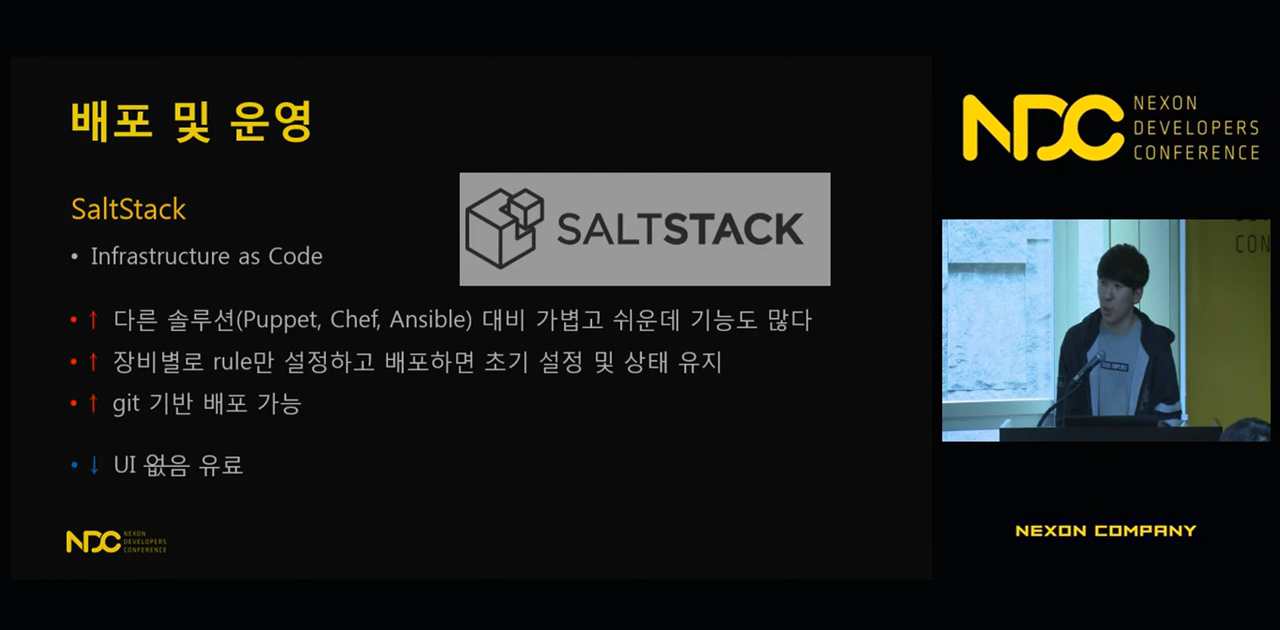 배포 및 운영
SaltStack
• Infrastructure as Code
SALTSTACK
• ↑ 다른 솔루션(Puppet, Chef, Ansible) 대비 가볍고 쉬운데 기능도 많다
• ↑ 장비별로 rule만 설정하고 배포하면 초기 설정 및 상태 유지
• ↑ git 기반 배포 가능
• ↓ UI 없음 유료
NDC
NEXON
DEVELOPERS
CONFERENCE
NDC
NEXON
DEVELOPERS
CONFERENCE
CON
NEXON COMPANY